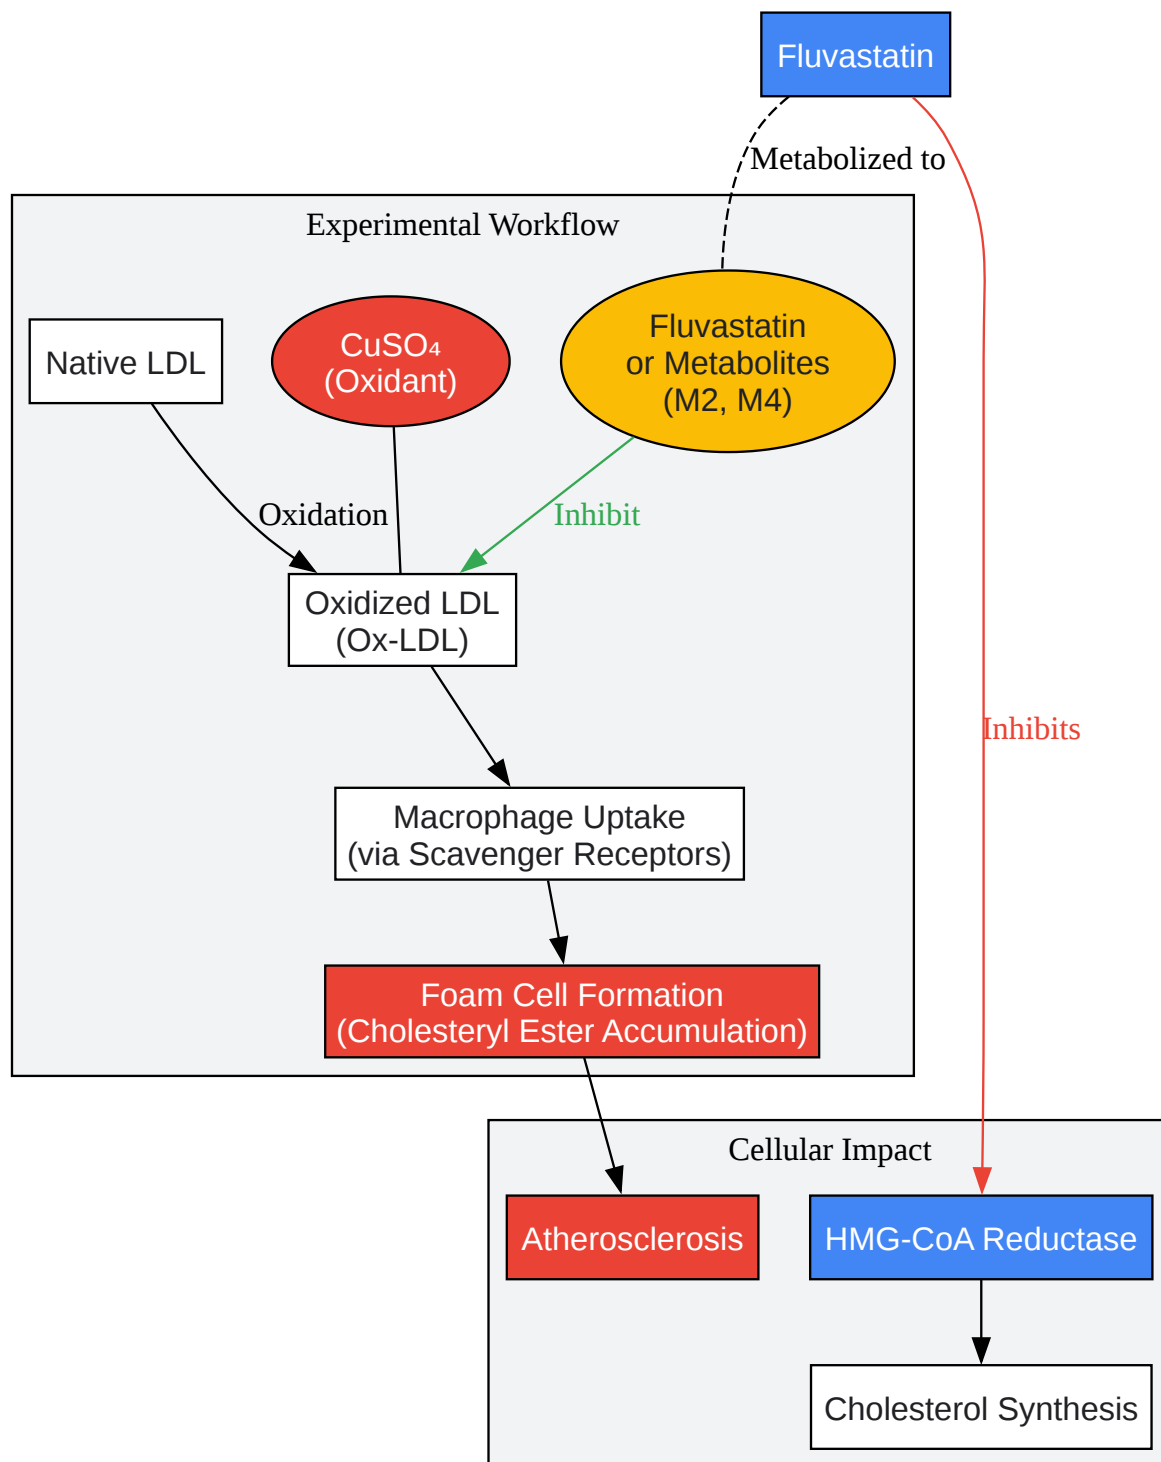 Fluvastatin
Metabolized to
Experimental Workflow
Native LDL
CuSO₄
(Oxidant)
Fluvastatin
or Metabolites
(M2, M4)
Oxidation
Inhibit
Oxidized LDL
(Ox-LDL)
Inhibits
Macrophage Uptake
(via Scavenger Receptors)
Foam Cell Formation
(Cholesteryl Ester Accumulation)
Cellular Impact
Atherosclerosis
HMG-CoA Reductase
Cholesterol Synthesis